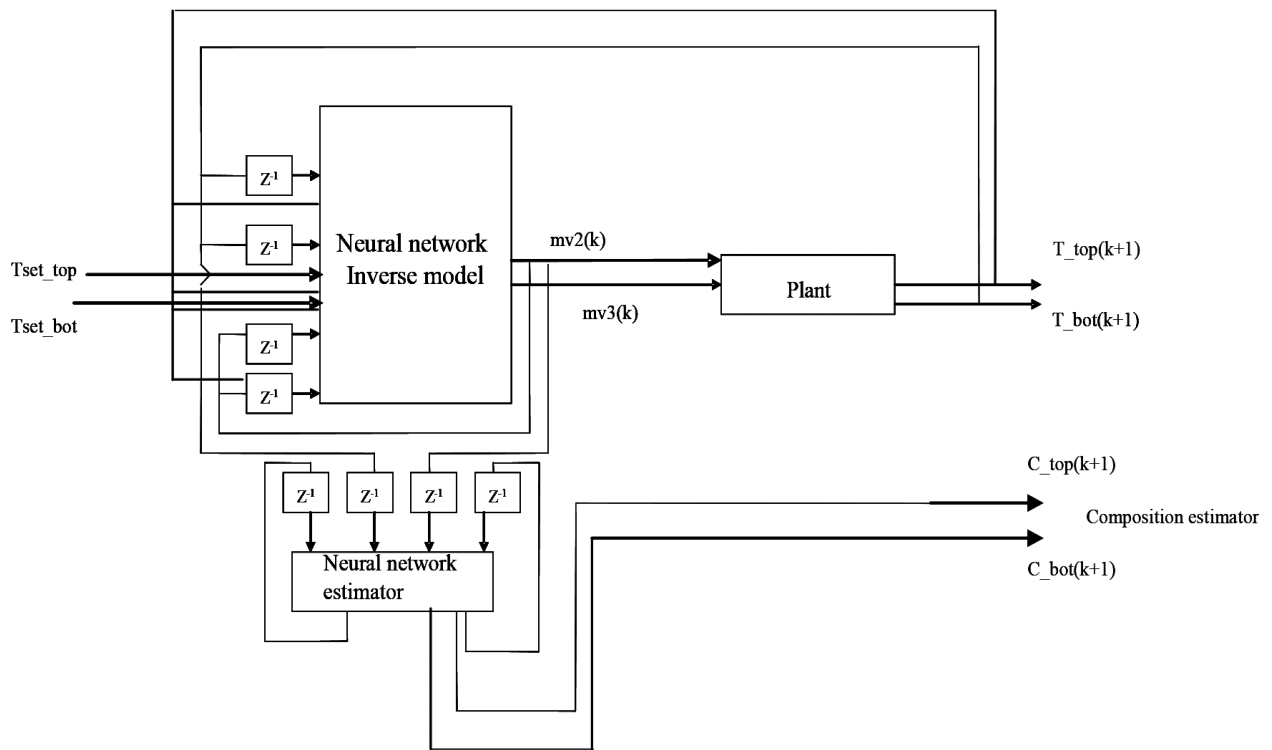 Z⁻¹
Z⁻¹
Neural network
Inverse model
mv2(k)
T_top(k+1)
Tset_top
Plant
mv3(k)
T_bot(k+1)
Tset_bot
Z⁻¹
Z⁻¹
C_top(k+1)
Z⁻¹
Z⁻¹
Z⁻¹
Z⁻¹
Composition estimator
Neural network
estimator
C_bot(k+1)